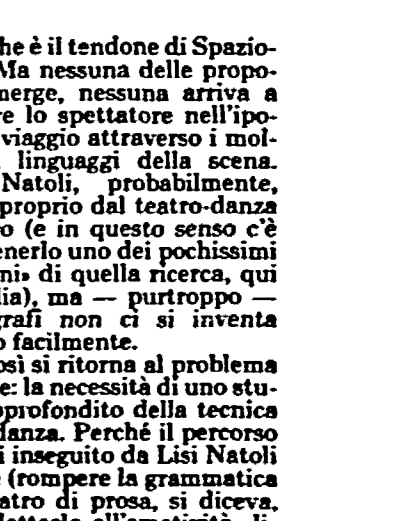 he è il tendone di Spazio-
Ma nessuna delle propo-
merge, nessuna arriva a
re lo spettatore nell'ipo-
viaggio attraverso i mol-
linguaggi della scena.
Natoli, probabilmente,
proprio dal teatro-danza
o (e in questo senso c'è
enerlo uno dei pochissimi
ni» di quella ricerca, qui
lia), ma — purtroppo —
grafi non ci si inventa
o facilmente.
osì si ritorna al problema
e: la necessità di uno stu-
pprofondito della tecnica
danza. Perché il percorso
i inseguito da Lisi Natoli
e (rompere la grammatica
atro di prosa, si diceva,